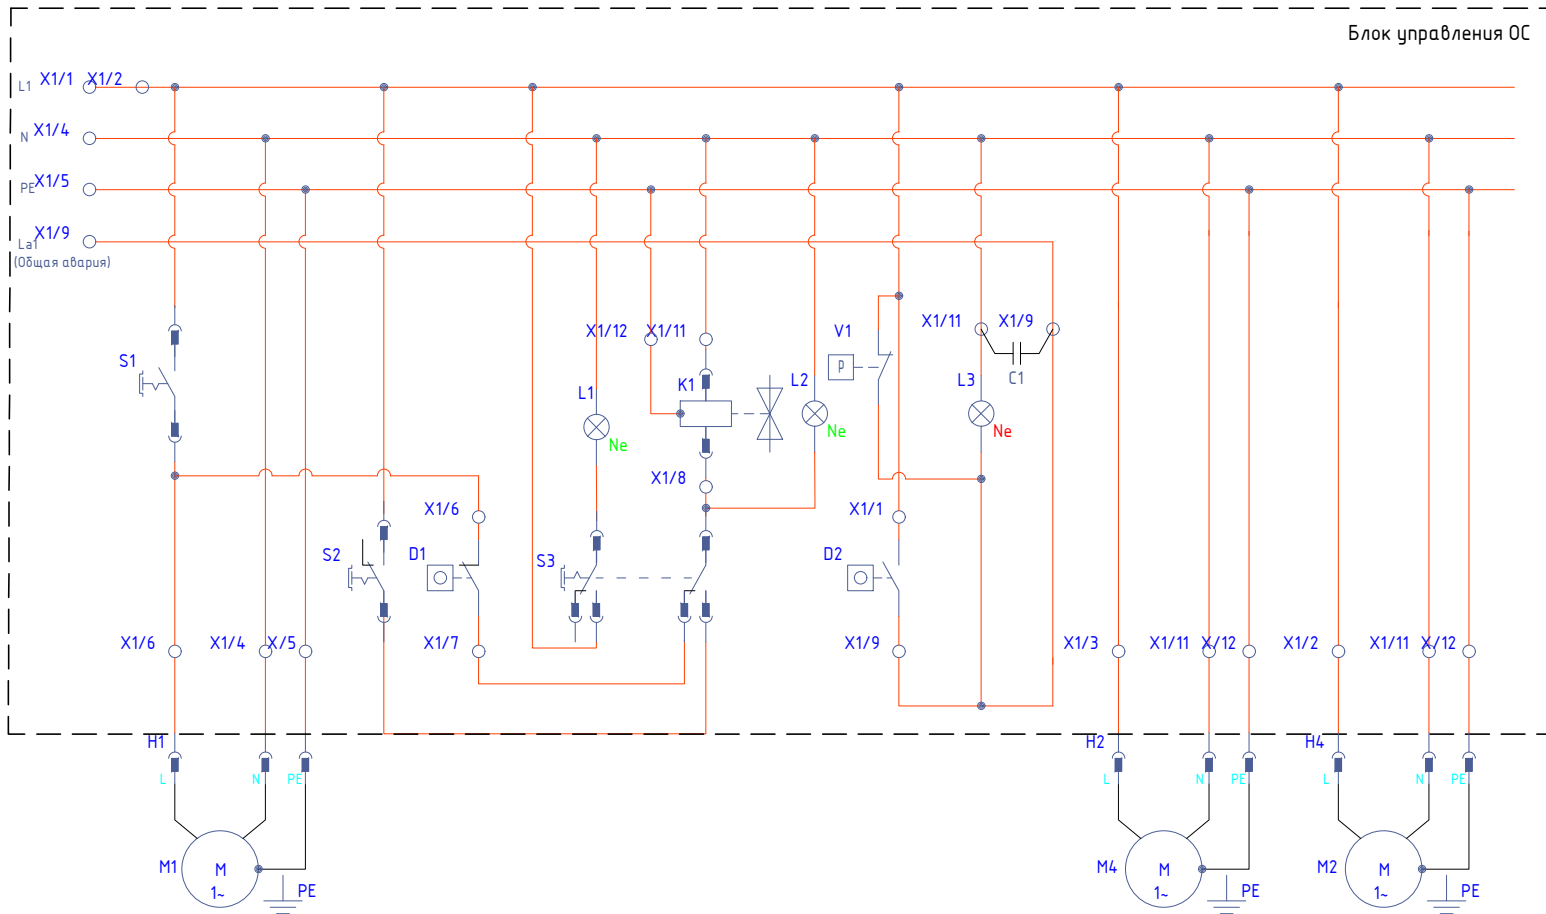 Блок управления ОС
L1 X1/1 X1/2
N X1/4
PE X1/5
La1 X1/9
(Общая авария)
X1/12 X1/11 V1 X1/11 X1/9
P
S1 L1 K1 L2 L3 C1
Ne Ne Ne
X1/8
X1/6 X1/1
S2 D1 S3 D2
X1/6 X1/4 X/5 X1/7 X1/9 X1/3 X1/11 X/12 X1/2 X1/11 X/12
H1 H2 H4
L N PE L N PE L N PE
M1 M M4 M M2 M
1~ PE 1~ PE 1~ PE